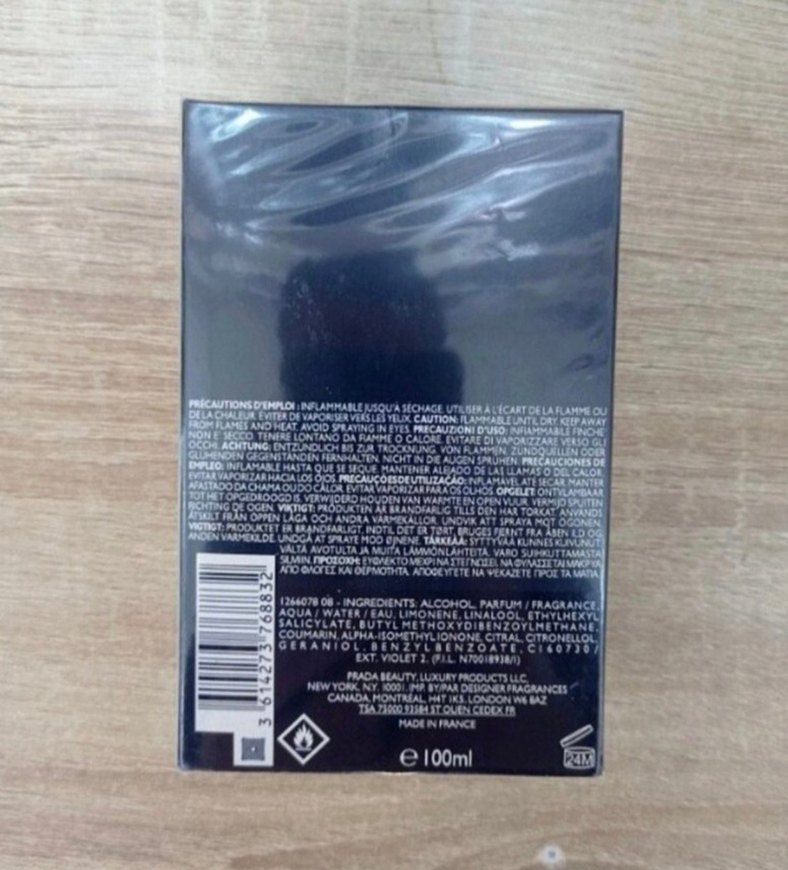 PRÉCAUTIONS D'EMPLOI : INFLAMMABLE JUSQU'À SÉCHAGE. UTILISER À L'ÉCART DE LA FLAMME OU
DE LA CHALEUR. ÉVITER DE VAPORISER VERS LES YEUX. CAUTION: FLAMMABLE UNTIL DRY. KEEP AWAY
FROM FLAMES AND HEAT. AVOID SPRAYING IN EYES. PRECAUZIONI D'USO: INFIAMMABILE FINCHÉ
NON E' SECCO. TENERE LONTANO DA FIAMME O CALORE. EVITARE DI VAPORIZZARE VERSO GLI
OCCHI. ACHTUNG: ENTZUNDLICH BIS ZUR TROCKNUNG. VON FLAMMEN, ZUNDQUELLEN ODER
GLUHENDEN GEGENSTÄNDEN FERNHALTEN. NICHT IN DIE AUGEN SPRUHEN. PRECAUCIONES DE
EMPLEO: INFLAMABLE HASTA QUE SE SEQUE. MANTENER ALEJADO DE LAS LLAMAS O DEL CALOR.
EVITAR VAPORIZAR HACIA LOS OJOS. PRECAUÇÕES DE UTILIZAÇÃO: INFLAMÁVEL ATÉ SECAR. MANTER
AFASTADO DA CHAMA OU DO CALOR. EVITAR VAPORIZAR PARA OS OLHOS. OPGELET: ONTVLAMBAAR
TOT HET OPGEDROOGD IS. VERWIJDERD HOUDEN VAN WARMTE EN OPEN VUUR. VERMIJD SPUITEN
RICHTING DE OGEN. VIKTIGT: PRODUKTEN ÄR BRANDFARLIG TILLS DEN HAR TORKAT. ANVÄNDS
ÅTSKILT FRÅN ÖPPEN LÅGA OCH ANDRA VÄRMEKÄLLOR. UNDVIK ATT SPRAYA MOT ÖGONEN.
VIGTIGT: PRODUKTET ER BRANDFARLIGT, INDTIL DET ER TØRT. BRUGES FJERNT FRA ÅBEN ILD OG
ANDEN VARMEKILDE. UNDGÅ AT SPRAYE MOD ØJNENE. TÄRKEÄÄ: SYTTYVÄÄ KUNNES KUIVUNUT.
VÄLTÄ AVOTULTA JA MUITA LÄMMÖNLÄHTEITÄ. VARO SUIHKUTTAMASTA
SILMIIN. ΠΡΟΣΟΧΗ: ΕΥΦΛΕΚΤΟ ΜΕΧΡΙ ΝΑ ΣΤΕΓΝΩΣΕΙ. ΝΑ ΦΥΛΑΣΣΕΤΑΙ ΜΑΚΡΥΑ
ΑΠΟ ΦΛΟΓΕΣ ΚΑΙ ΘΕΡΜΟΤΗΤΑ. ΑΠΟΦΕΥΓΕΤΕ ΝΑ ΨΕΚΑΖΕΤΕ ΠΡΟΣ ΤΑ ΜΑΤΙΑ.
1266078 08 - INGREDIENTS: ALCOHOL, PARFUM / FRAGRANCE,
AQUA / WATER / EAU, LIMONENE, LINALOOL, ETHYLHEXYL
SALICYLATE, BUTYL METHOXYDIBENZOYLMETHANE,
COUMARIN, ALPHA-ISOMETHYL IONONE, CITRAL, CITRONELLOL,
GERANIOL, BENZYL BENZOATE, CI 60730 /
EXT. VIOLET 2. (F.I.L. N70018938/1)
PRADA BEAUTY, LUXURY PRODUCTS LLC,
NEW YORK, N.Y. 10001. IMP. BY/PAR DESIGNER FRAGRANCES
CANADA, MONTRÉAL, H4T 1K5. LONDON W6 8AZ
TSA 75000 93584 ST OUEN CEDEX FR
MADE IN FRANCE
3 614273 768832
℮ 100ml
24M